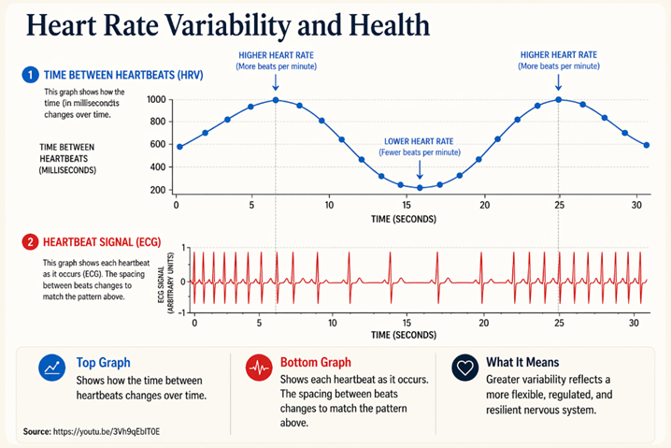 Heart Rate Variability and Health
1 TIME BETWEEN HEARTBEATS (HRV)
This graph shows how the
time (in milliseconds
changes over time.
HIGHER HEART RATE
(More beats per minute)
HIGHER HEART RATE
(More beats per minute)
LOWER HEART RATE
(Fewer beats per minute)
TIME BETWEEN
HEARTBEATS
(MILLISECONDS)
1000
800
600
400
200
0 5 10 15 20 25 30
TIME (SECONDS)
2 HEARTBEAT SIGNAL (ECG)
This graph shows each heartbeat
as it occurs (ECG). The spacing
between beats changes to
match the pattern above.
ECG SIGNAL
(ARBITRARY UNITS)
1
0
-1
0 5 10 15 20 25 30
TIME (SECONDS)
Top Graph
Shows how the time between
heartbeats changes over time.
Bottom Graph
Shows each heartbeat as it occurs.
The spacing between beats
changes to match the pattern
above.
What It Means
Greater variability reflects a
more flexible, regulated, and
resilient nervous system.
Source: https://youtu.be/3Vh9qEbIT0E